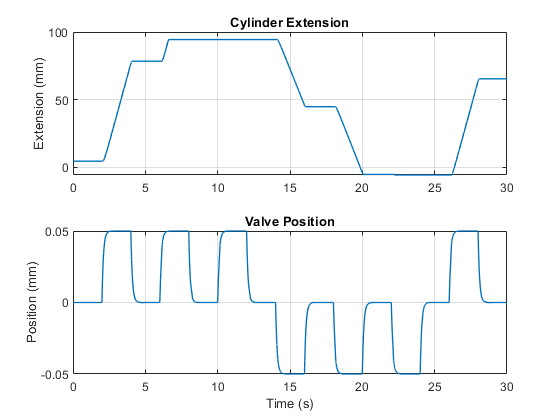 Cylinder Extension
100
50
0
Extension (mm)
0 5 10 15 20 25 30
Valve Position
0.05
0
-0.05
Position (mm)
0 5 10 15 20 25 30
Time (s)